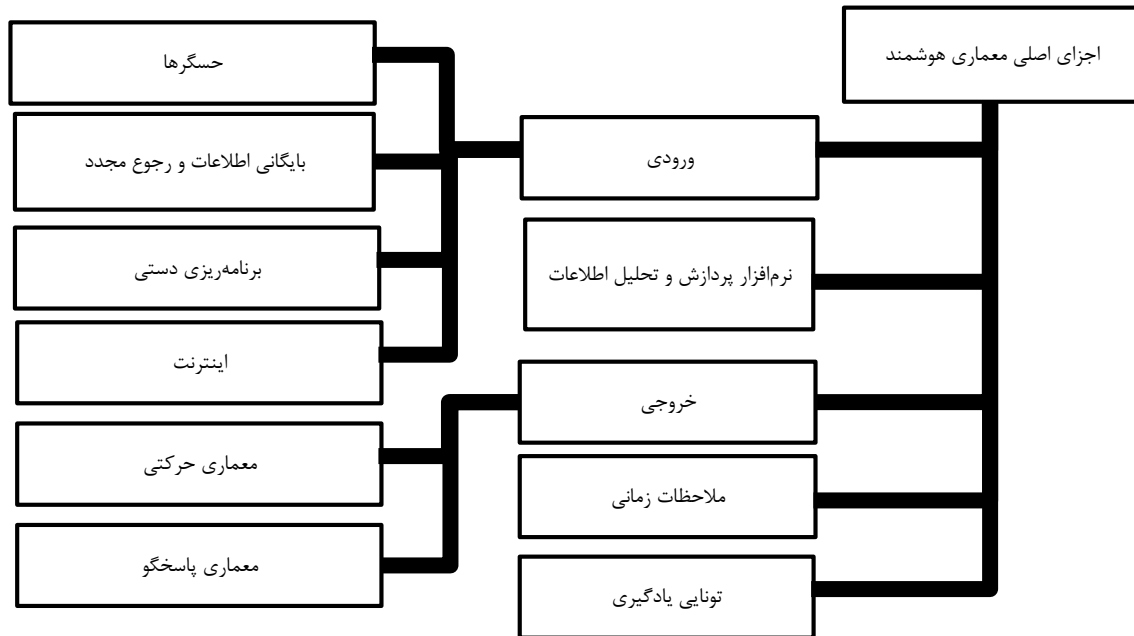 اجزای اصلی معماری هوشمند
ورودی
حسگرها
بایگانی اطلاعات و رجوع مجدد
برنامه‌ریزی دستی
اینترنت
نرم‌افزار پردازش و تحلیل اطلاعات
خروجی
معماری حرکتی
معماری پاسخگو
ملاحظات زمانی
تونایی یادگیری